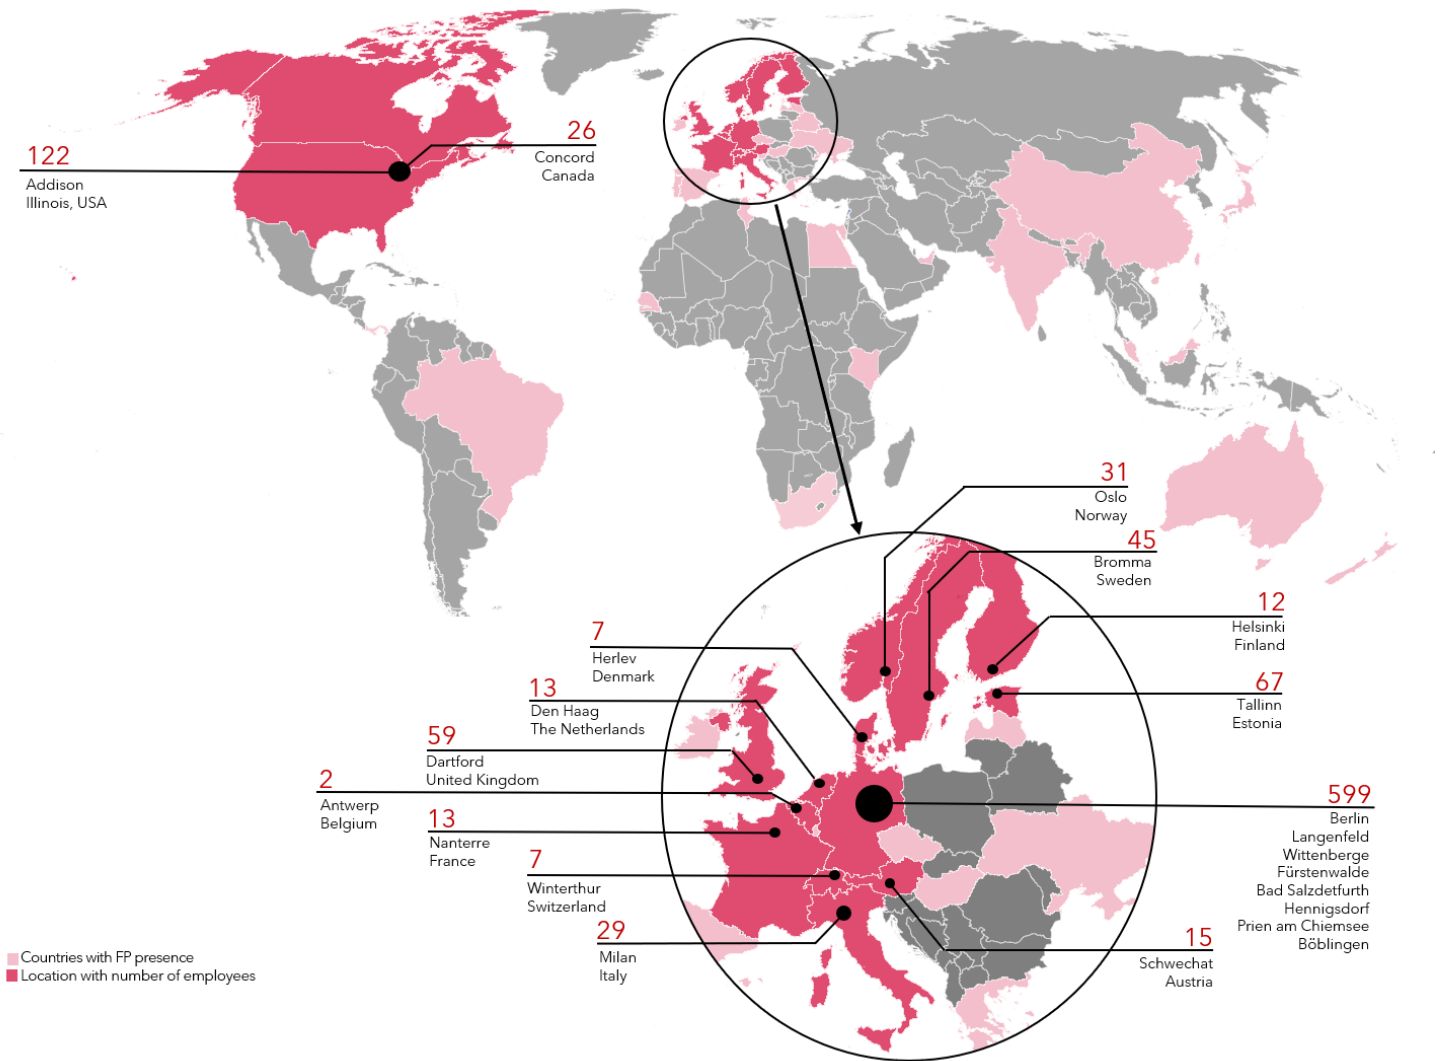 122
Addison
Illinois, USA
26
Concord
Canada
31
Oslo
Norway
45
Bromma
Sweden
12
Helsinki
Finland
67
Tallinn
Estonia
7
Herlev
Denmark
13
Den Haag
The Netherlands
59
Dartford
United Kingdom
2
Antwerp
Belgium
13
Nanterre
France
7
Winterthur
Switzerland
29
Milan
Italy
599
Berlin
Langenfeld
Wittenberge
Fürstenwalde
Bad Salzdetfurth
Hennigsdorf
Prien am Chiemsee
Böblingen
15
Schwechat
Austria
Countries with FP presence
Location with number of employees